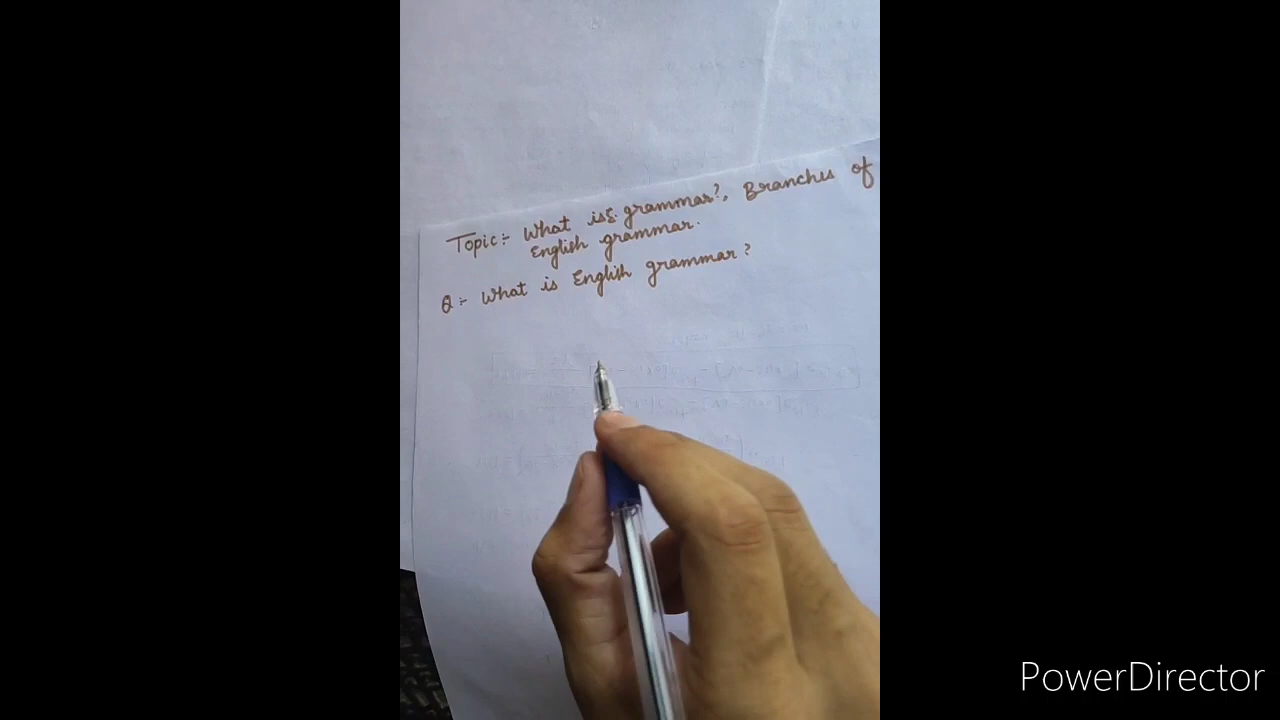 Topic:- What is grammar?, Branches of
English grammar.
Q:- What is English grammar?
PowerDirector